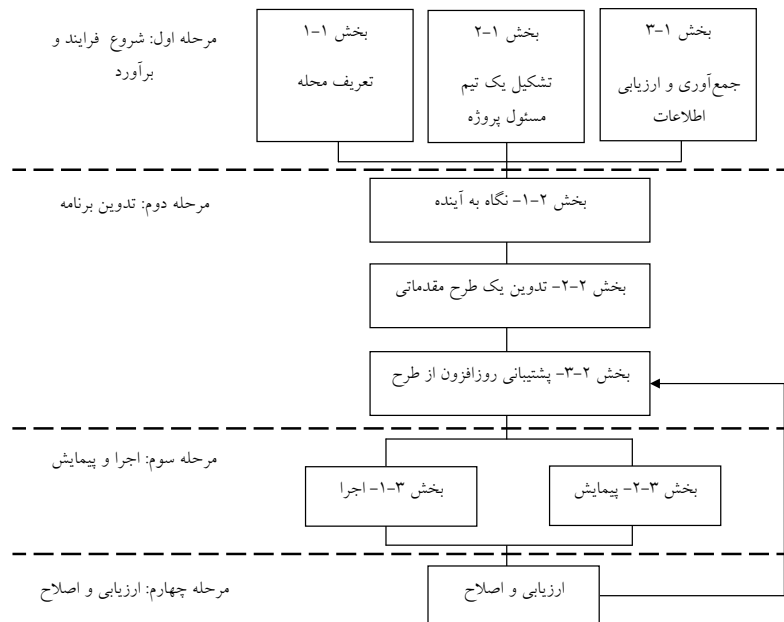 مرحله اول: شروع فرایند و
برآورد
بخش ۱-۳
جمع‌آوری و ارزیابی
اطلاعات
بخش ۱-۲
تشکیل یک تیم
مسئول پروژه
بخش ۱-۱
تعریف محله
مرحله دوم: تدوین برنامه
بخش ۲-۱- نگاه به آینده
بخش ۲-۲- تدوین یک طرح مقدماتی
بخش ۲-۳- پشتیبانی روزافزون از طرح
مرحله سوم: اجرا و پیمایش
بخش ۳-۲- پیمایش
بخش ۳-۱- اجرا
مرحله چهارم: ارزیابی و اصلاح
ارزیابی و اصلاح